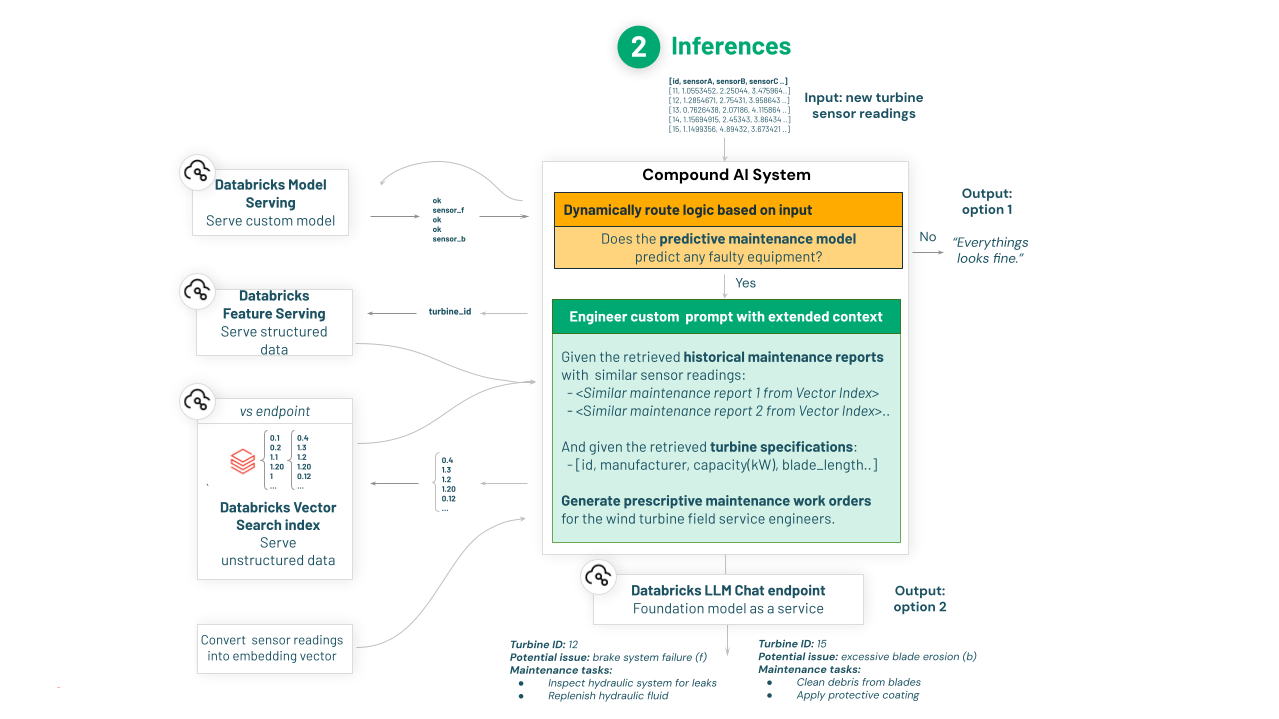 2 Inferences
[id, sensorA, sensorB, sensorC ..]
[11, 1.0553452, 2.25044, 3.475964..]
[12, 1.2854671, 2.75431, 3.958643 ..]
[13, 0.7626438, 2.07186, 4.115864 ..]
[14, 1.15694915, 2.45343, 3.86434 ..]
[15, 1.1499356, 4.89432, 3.673421 ..]
Input: new turbine
sensor readings
Databricks Model
Serving
Serve custom model
ok
sensor_f
ok
ok
sensor_b
Compound AI System
Dynamically route logic based on input
Does the predictive maintenance model
predict any faulty equipment?
No
Output:
option 1
“Everything
looks fine.”
Yes
Databricks
Feature Serving
Serve structured
data
turbine_id
Engineer custom prompt with extended context
Given the retrieved historical maintenance reports
with similar sensor readings:
- <Similar maintenance report 1 from Vector Index>
- <Similar maintenance report 2 from Vector Index>..
And given the retrieved turbine specifications:
- [id, manufacturer, capacity(kW), blade_length..]
Generate prescriptive maintenance work orders
for the wind turbine field service engineers.
vs endpoint
0.1 0.4
0.2 1.3
1.1 1.2
1.20 1.20
1 0.12
... ...
Databricks Vector
Search index
Serve
unstructured data
0.4
1.3
1.2
1.20
0.12
...
Convert sensor readings
into embedding vector
Databricks LLM Chat endpoint
Foundation model as a service
Output:
option 2
Turbine ID: 12
Potential issue: brake system failure (f)
Maintenance tasks:
● Inspect hydraulic system for leaks
● Replenish hydraulic fluid
Turbine ID: 15
Potential issue: excessive blade erosion (b)
Maintenance tasks:
● Clean debris from blades
● Apply protective coating